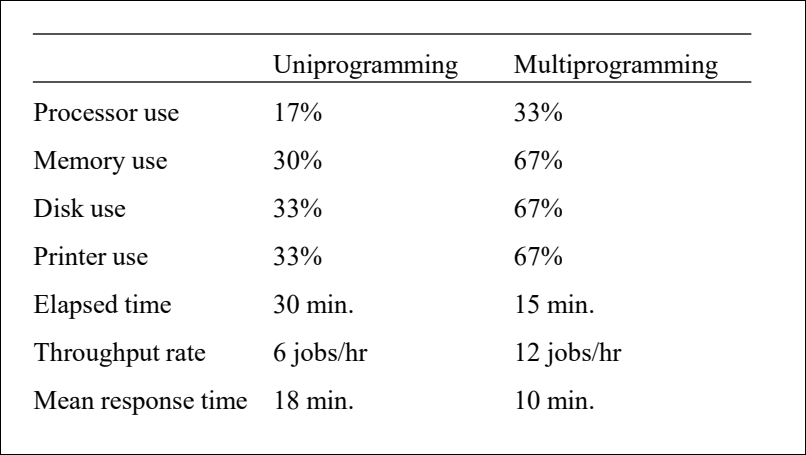 Uniprogramming Multiprogramming
Processor use 17% 33%
Memory use 30% 67%
Disk use 33% 67%
Printer use 33% 67%
Elapsed time 30 min. 15 min.
Throughput rate 6 jobs/hr 12 jobs/hr
Mean response time 18 min. 10 min.